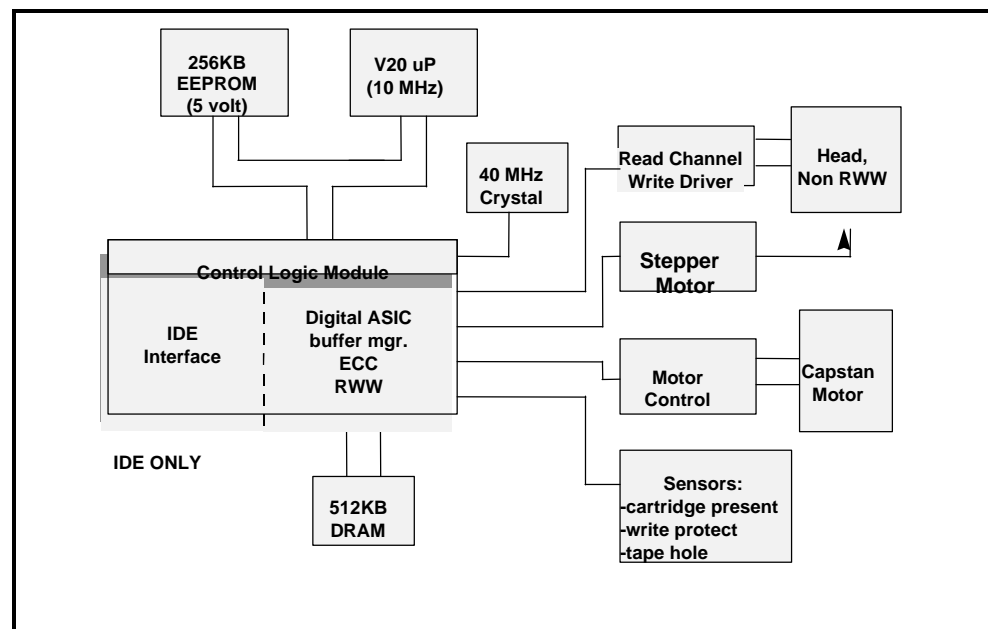 256KB
EEPROM
(5 volt)
V20 uP
(10 MHz)
40 MHz
Crystal
Read Channel
Write Driver
Head,
Non RWW
Control Logic Module
Stepper
Motor
IDE
Interface
Digital ASIC
buffer mgr.
ECC
RWW
Motor
Control
Capstan
Motor
IDE ONLY
512KB
DRAM
Sensors:
-cartridge present
-write protect
-tape hole